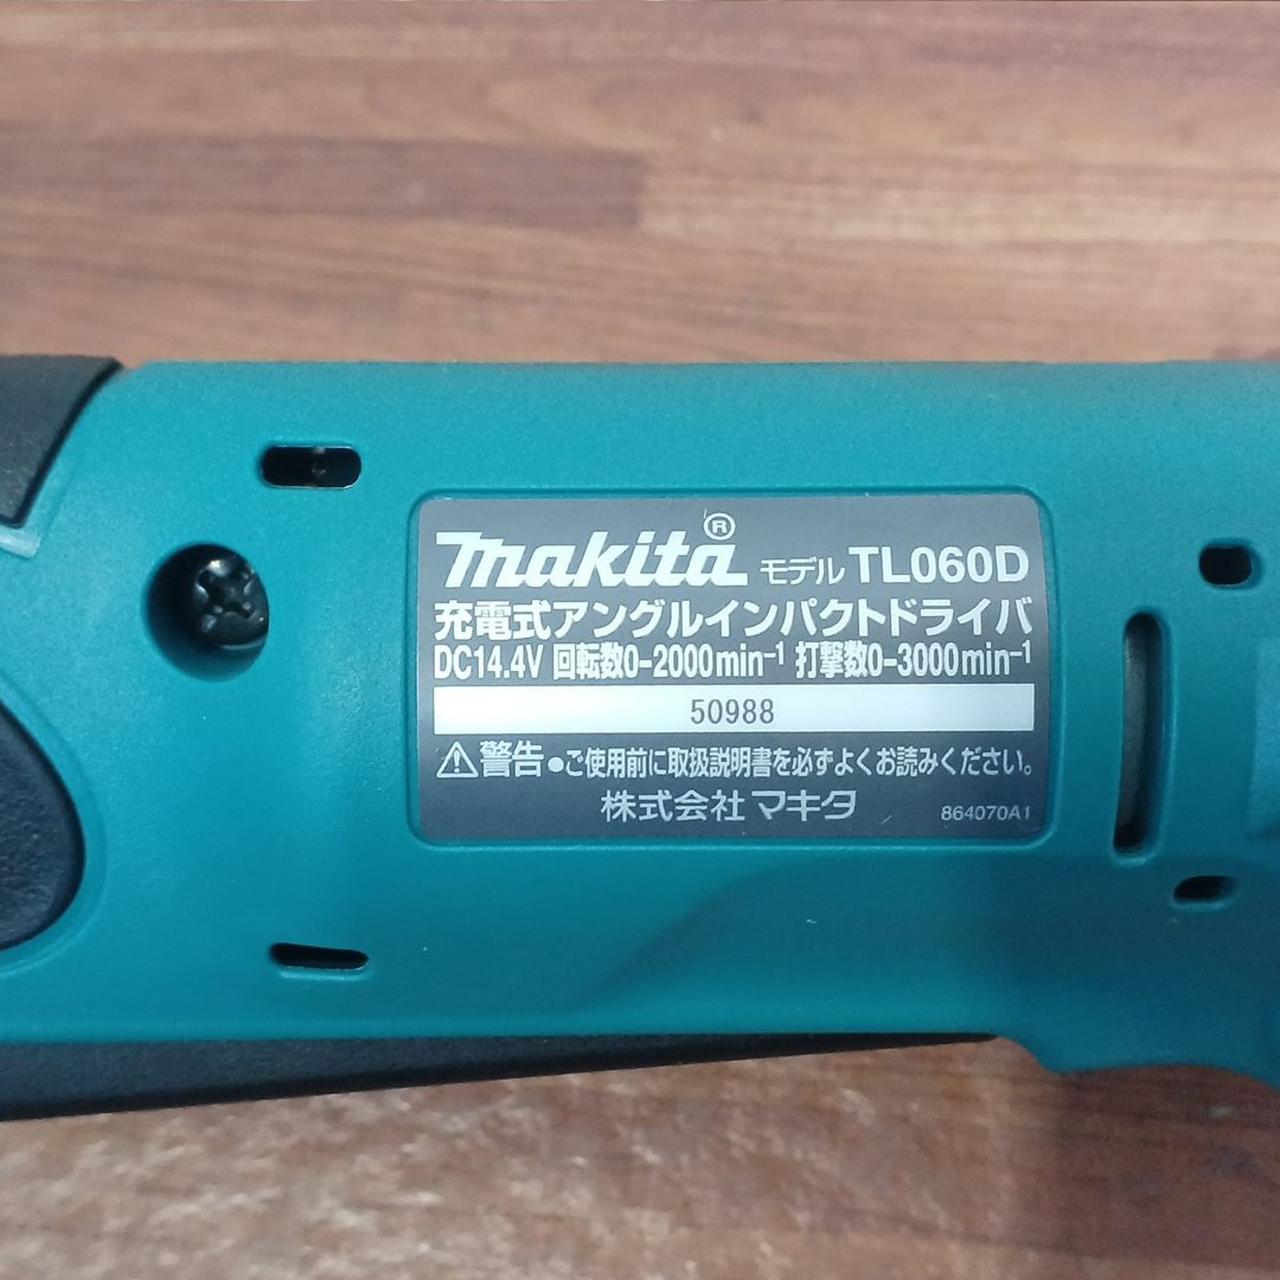 makita® モデル TL060D
充電式アングルインパクトドライバ
DC14.4V 回転数0-2000min⁻¹ 打撃数0-3000min⁻¹
50988
⚠警告●ご使用前に取扱説明書を必ずよくお読みください。
株式会社マキタ 864070A1